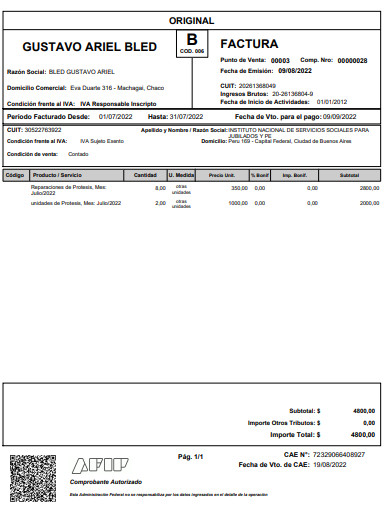 ORIGINAL
GUSTAVO ARIEL BLED
B
COD. 006
FACTURA
Punto de Venta: 00003 Comp. Nro: 00000028
Fecha de Emisión: 09/08/2022
Razón Social: BLED GUSTAVO ARIEL
Domicilio Comercial: Eva Duarte 316 - Machagai, Chaco
Condición frente al IVA: IVA Responsable Inscripto
CUIT: 20261368049
Ingresos Brutos: 20-26136804-9
Fecha de Inicio de Actividades: 01/01/2012
Período Facturado Desde: 01/07/2022 Hasta: 31/07/2022 Fecha de Vto. para el pago: 09/09/2022
CUIT: 30522763922 Apellido y Nombre / Razón Social: INSTITUTO NACIONAL DE SERVICIOS SOCIALES PARA
JUBILADOS Y PE
Condición frente al IVA: IVA Sujeto Exento Domicilio: Peru 169 - Capital Federal, Ciudad de Buenos Aires
Condición de venta: Contado
Código Producto / Servicio Cantidad U. Medida Precio Unit. % Bonif Imp. Bonif. Subtotal
Reparaciones de Protesis, Mes: Julio/2022 8,00 otras unidades 350,00 0,00 0,00 2800,00
unidades de Protesis, Mes: Julio/2022 2,00 otras unidades 1000,00 0,00 0,00 2000,00
Subtotal: $ 4800,00
Importe Otros Tributos: $ 0,00
Importe Total: $ 4800,00
AFIP
Comprobante Autorizado
Pág. 1/1
CAE N°: 72329066408927
Fecha de Vto. de CAE: 19/08/2022
Esta Administración Federal no se responsabiliza por los datos ingresados en el detalle de la operación